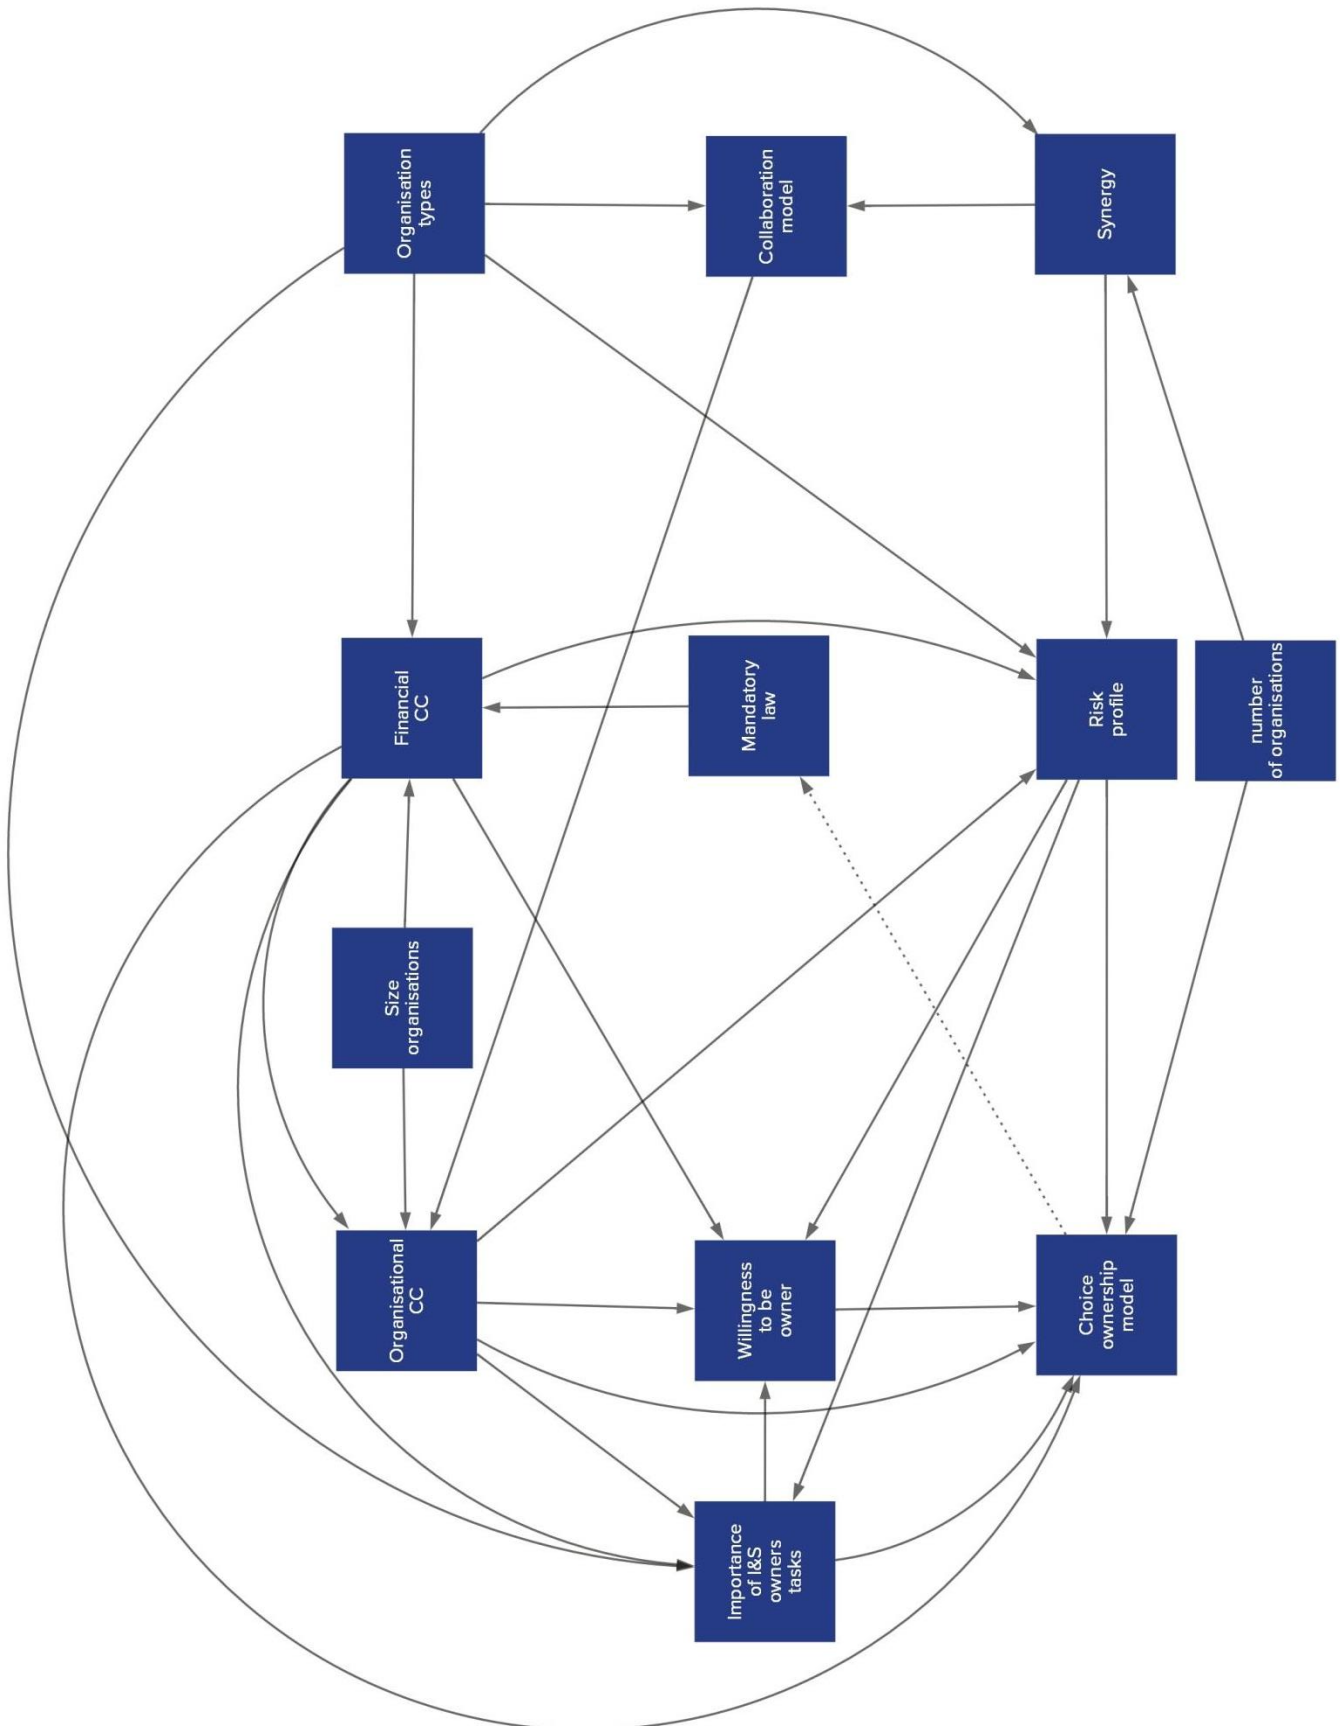 Organisation
types
Collaboration
model
Synergy
Financial
CC
Mandatory
law
Risk
profile
number
of organisations
Size
organisations
Organisational
CC
Willingness
to be
owner
Choice
ownership
model
Importance
of I&S
owners
tasks